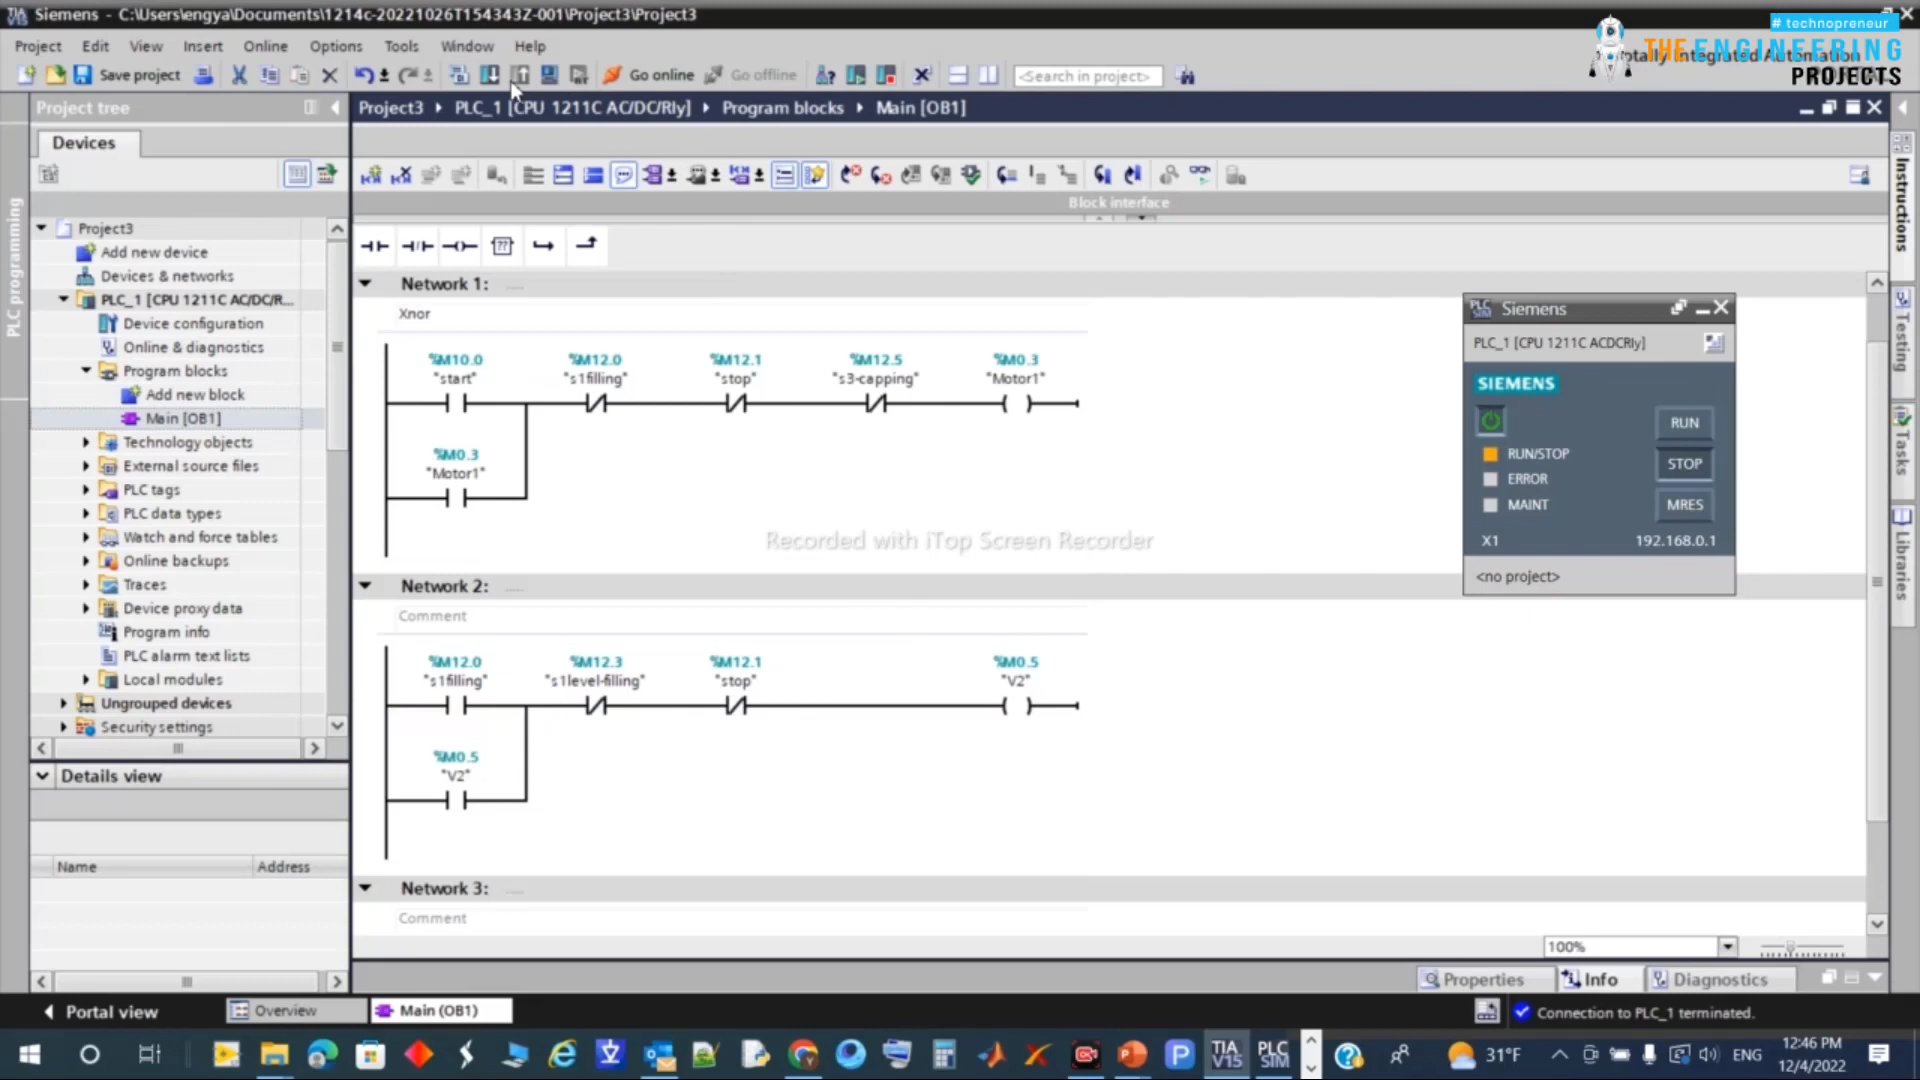 Siemens - C:\Users\engya\Documents\1214c-20221026T154343Z-001\Project3\Project3
# technopreneur
THE ENGINEERING
PROJECTS
Project Edit View Insert Online Options Tools Window Help
Save project
Go online
Go offline
<Search in project>
Project tree
Project3 PLC_1 [CPU 1211C AC/DC/Rly] Program blocks Main [OB1]
Devices
Block interface
PLC programming
Project3
Add new device
Devices & networks
PLC_1 [CPU 1211C AC/DC/R...
Device configuration
Online & diagnostics
Program blocks
Add new block
Main [OB1]
Technology objects
External source files
PLC tags
PLC data types
Watch and force tables
Online backups
Traces
Device proxy data
Program info
PLC alarm text lists
Local modules
Ungrouped devices
Security settings
Details view
Name Address
??
Network 1: .....
Xnor
%M10.0 %M12.0 %M12.1 %M12.5 %M0.3
"start" "s1filling" "stop" "s3-capping" "Motor1"
%M0.3
"Motor1"
Recorded with iTop Screen Recorder
Network 2: .....
Comment
%M12.0 %M12.3 %M12.1 %M0.5
"s1filling" "s1level-filling" "stop" "V2"
%M0.5
"V2"
Network 3: .....
Comment
100%
PLC SIM Siemens
PLC_1 [CPU 1211C ACDCRly]
SIEMENS
RUN
RUN/STOP
STOP
ERROR
MAINT
MRES
X1 192.168.0.1
<no project>
Instructions
Testing
Tasks
Libraries
Properties Info Diagnostics
Portal view Overview Main (OB1)
Connection to PLC_1 terminated.
TIA V15
PLC SIM
31°F
ENG
12:46 PM
12/4/2022